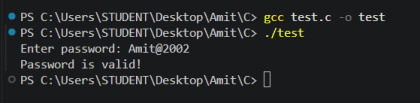 PS C:\Users\STUDENT\Desktop\Amit\C> gcc test.c -o test
PS C:\Users\STUDENT\Desktop\Amit\C> ./test
Enter password: Amit@2002
Password is valid!
PS C:\Users\STUDENT\Desktop\Amit\C>